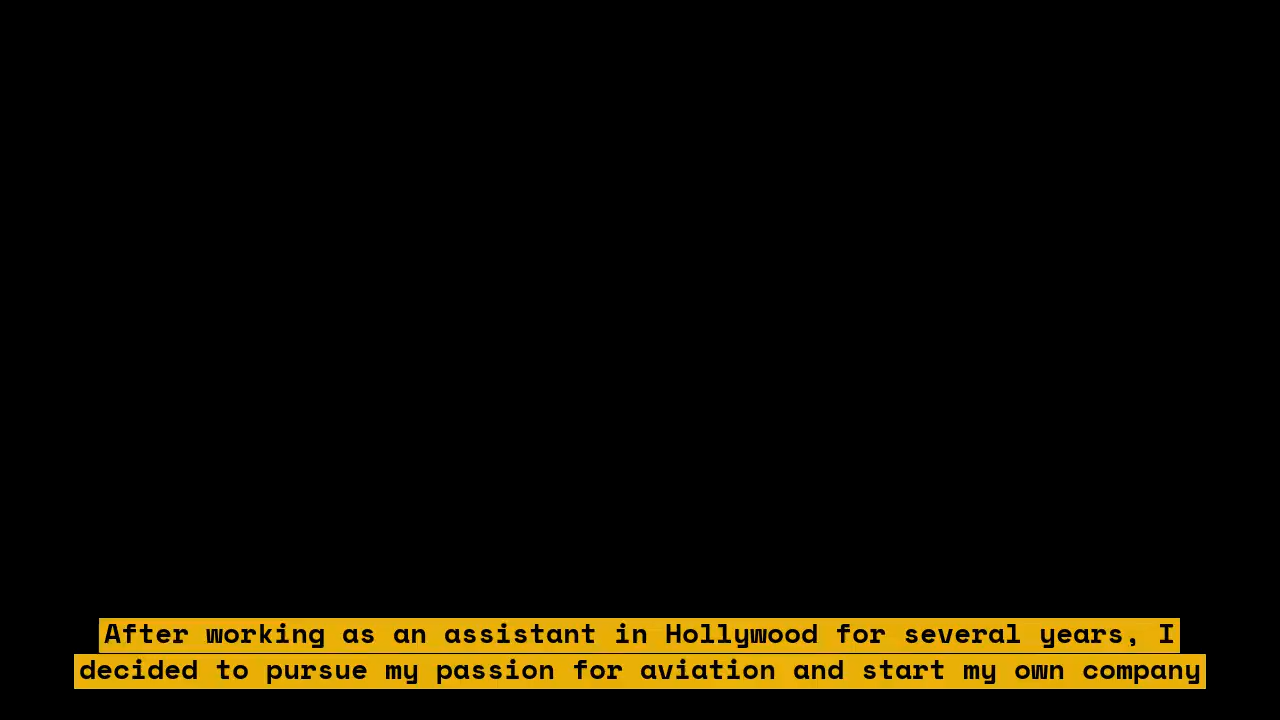 After working as an assistant in Hollywood for several years, I
decided to pursue my passion for aviation and start my own company